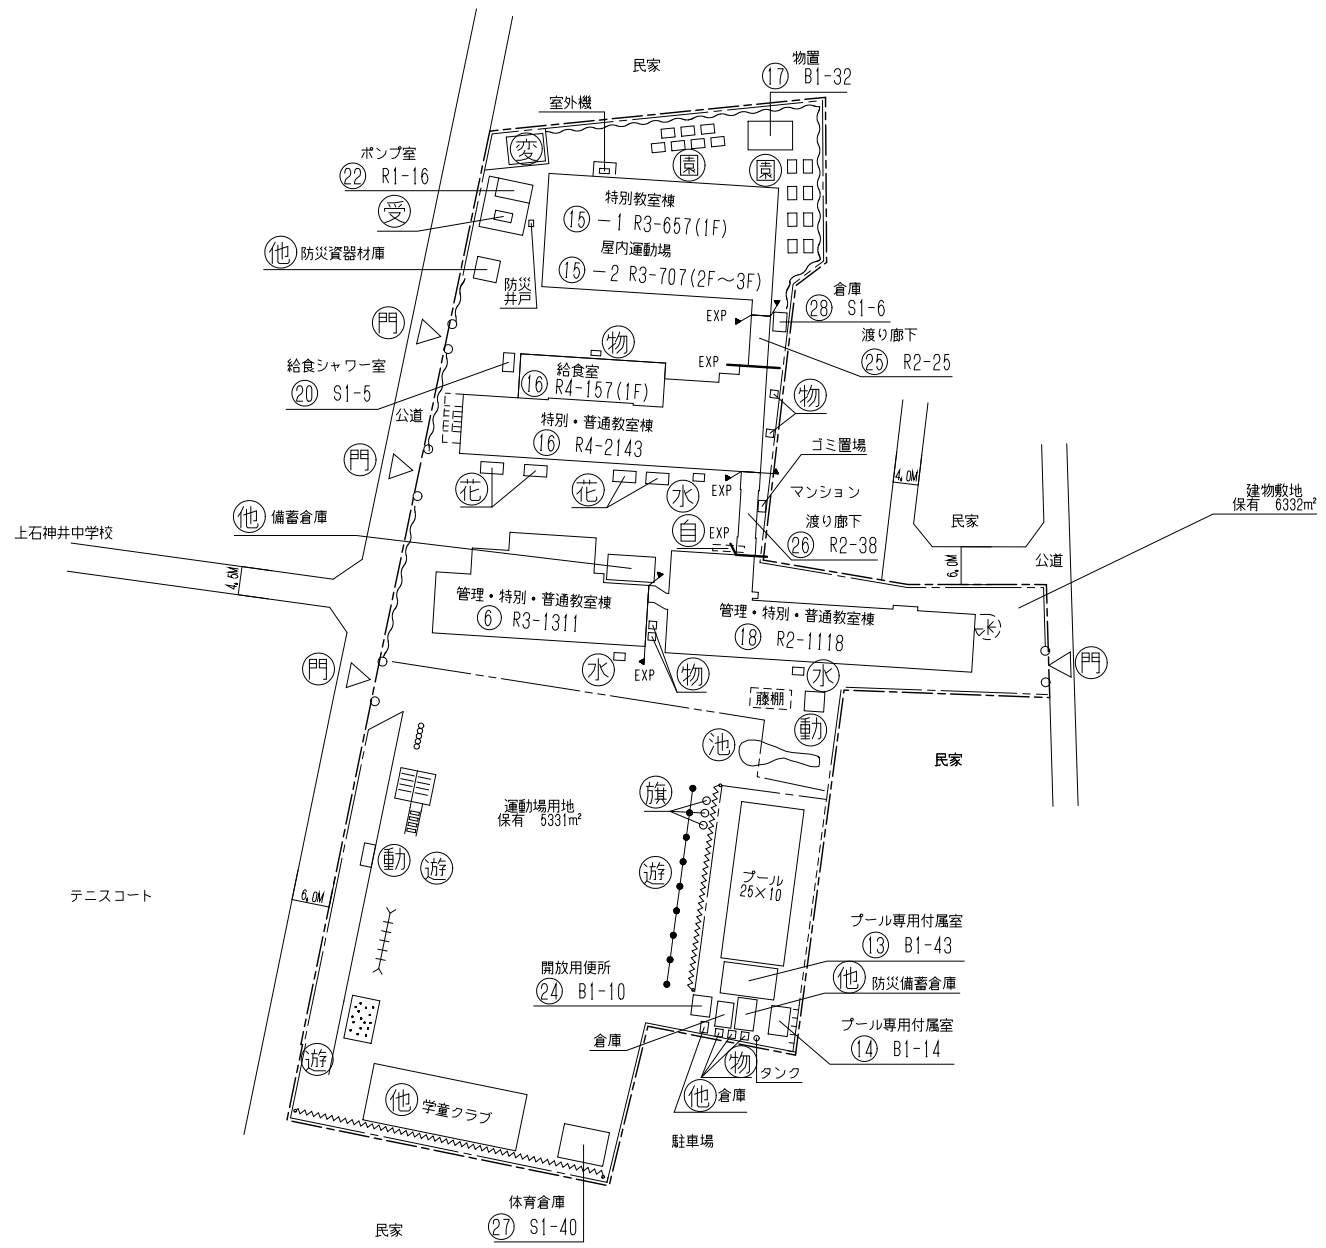 民家
物置
⑰ B1-32
室外機
変
園
園
ポンプ室
㉒ R1-16
受
他 防災資器材庫
防災
井戸
特別教室棟
⑮ －1 R3-657(1F)
屋内運動場
⑮ －2 R3-707(2F～3F)
倉庫
㉘ S1-6
EXP
渡り廊下
㉕ R2-25
EXP
門
物
給食シャワー室
⑳ S1-5
給食室
⑯ R4-157(1F)
物
公道
特別・普通教室棟
⑯ R4-2143
ゴミ置場
門
花
花
水
EXP
マンション
4.0M
民家
建物敷地
保有 6332㎡
他 備蓄倉庫
自
EXP
渡り廊下
㉖ R2-38
6.0M
公道
上石神井中学校
4.5M
管理・特別・普通教室棟
⑥ R3-1311
管理・特別・普通教室棟
⑱ R2-1118
門
水
EXP
物
水
門
藤棚
動
池
民家
運動場用地
保有 5331㎡
旗
動
遊
遊
プール
25×10
テニスコート
6.0M
プール専用付属室
⑬ B1-43
開放用便所
㉔ B1-10
他 防災備蓄倉庫
倉庫
プール専用付属室
⑭ B1-14
遊
物
タンク
他 倉庫
他 学童クラブ
駐車場
体育倉庫
㉗ S1-40
民家